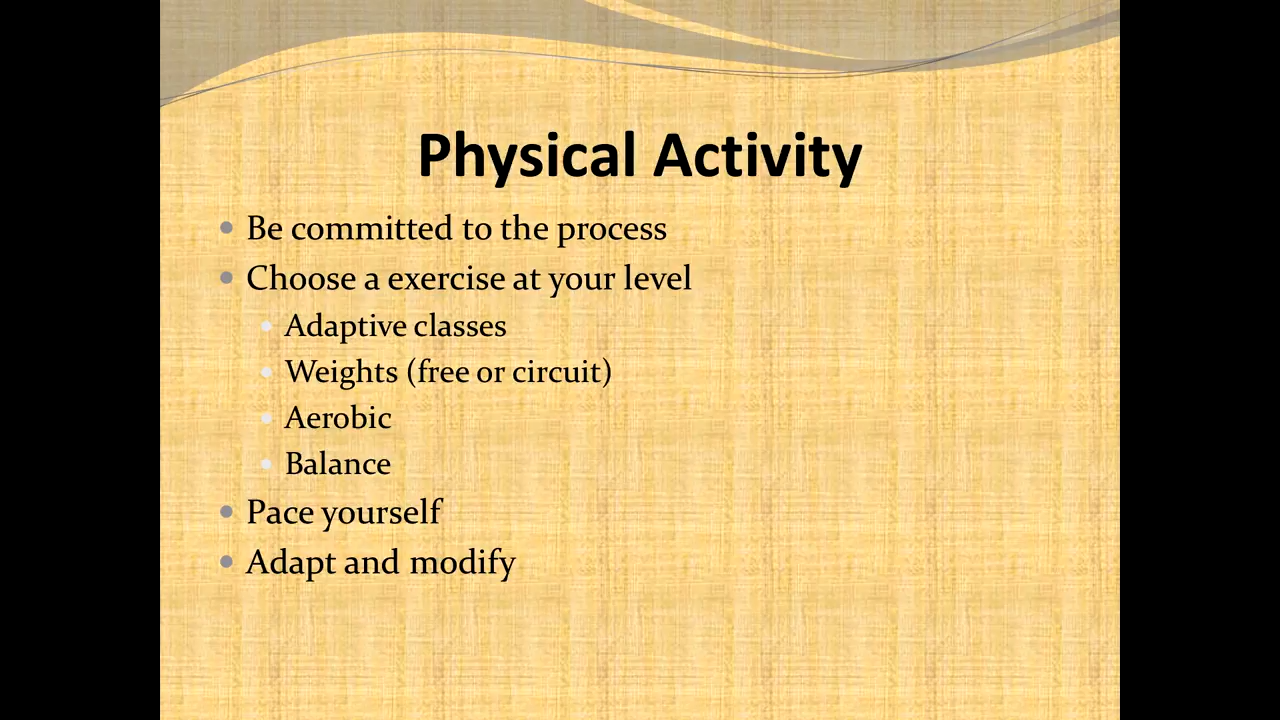 Physical Activity
Be committed to the process
Choose a exercise at your level
Adaptive classes
Weights (free or circuit)
Aerobic
Balance
Pace yourself
Adapt and modify